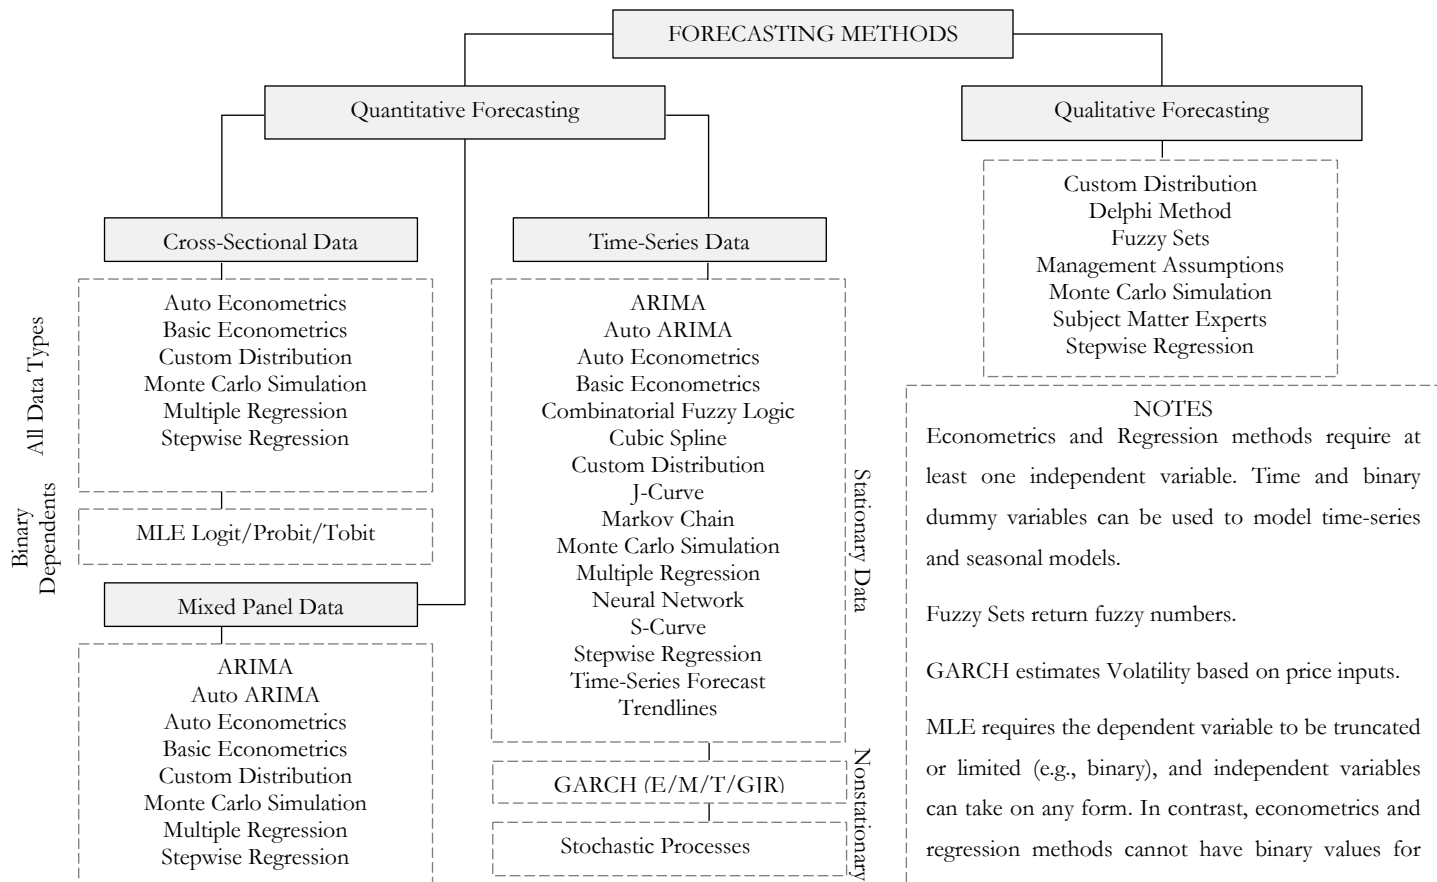 FORECASTING METHODS
Quantitative Forecasting
Qualitative Forecasting
Cross-Sectional Data
All Data Types
Auto Econometrics
Basic Econometrics
Custom Distribution
Monte Carlo Simulation
Multiple Regression
Stepwise Regression
Binary
Dependents
MLE Logit/Probit/Tobit
Mixed Panel Data
ARIMA
Auto ARIMA
Auto Econometrics
Basic Econometrics
Custom Distribution
Monte Carlo Simulation
Multiple Regression
Stepwise Regression
Time-Series Data
ARIMA
Auto ARIMA
Auto Econometrics
Basic Econometrics
Combinatorial Fuzzy Logic
Cubic Spline
Custom Distribution
J-Curve
Markov Chain
Monte Carlo Simulation
Multiple Regression
Neural Network
S-Curve
Stepwise Regression
Time-Series Forecast
Trendlines
Stationary Data
GARCH (E/M/T/GJR)
Stochastic Processes
Nonstationary
Custom Distribution
Delphi Method
Fuzzy Sets
Management Assumptions
Monte Carlo Simulation
Subject Matter Experts
Stepwise Regression
NOTES
Econometrics and Regression methods require at
least one independent variable. Time and binary
dummy variables can be used to model time-series
and seasonal models.
Fuzzy Sets return fuzzy numbers.
GARCH estimates Volatility based on price inputs.
MLE requires the dependent variable to be truncated
or limited (e.g., binary), and independent variables
can take on any form. In contrast, econometrics and
regression methods cannot have binary values for